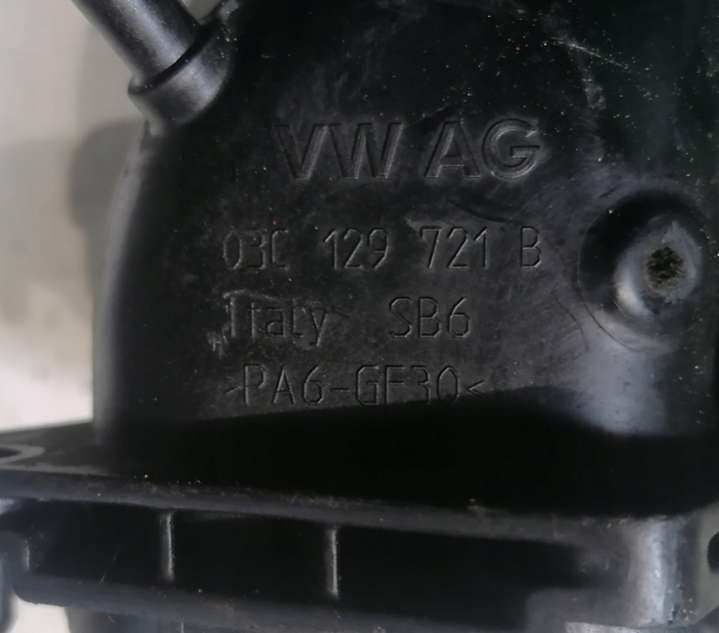 VW AG
03C 129 721 B
Italy SB6
>PA6-GF30<